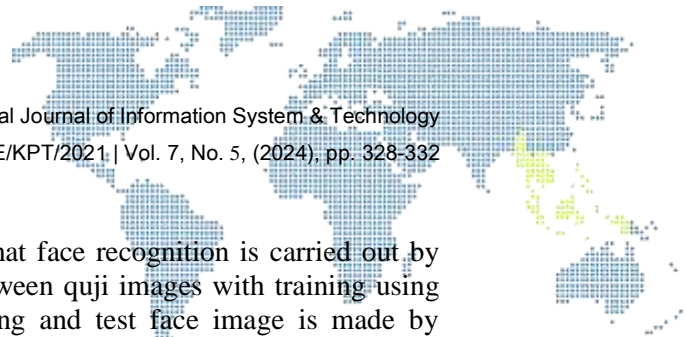 al Journal of Information System & Technology
E/KPT/2021 | Vol. 7, No. 5, (2024), pp. 328-332
hat face recognition is carried out by
ween quji images with training using
ng and test face image is made by